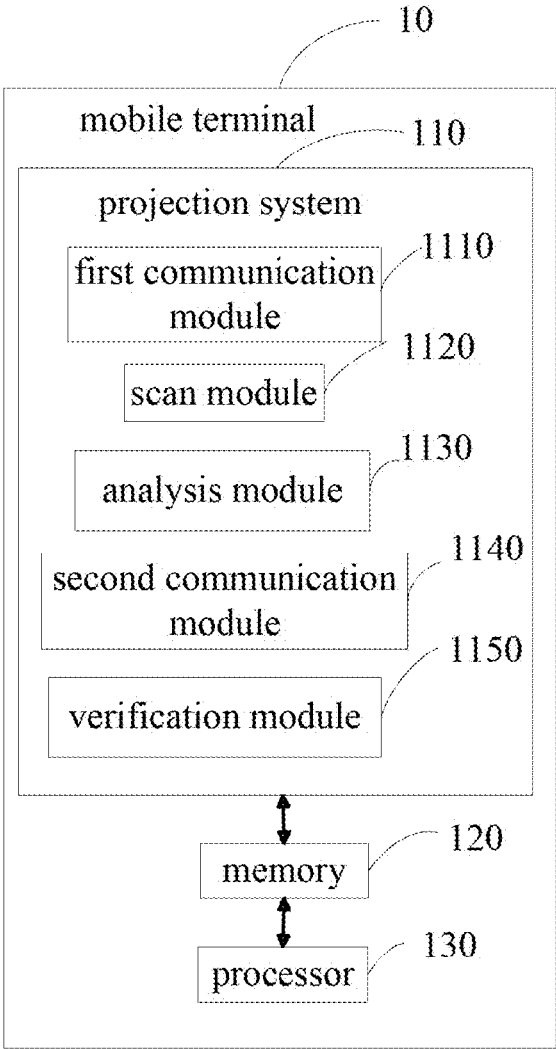 10
mobile terminal
110
projection system
first communication
module
1110
1120
scan module
1130
analysis module
1140
second communication
module
1150
verification module
120
memory
130
processor